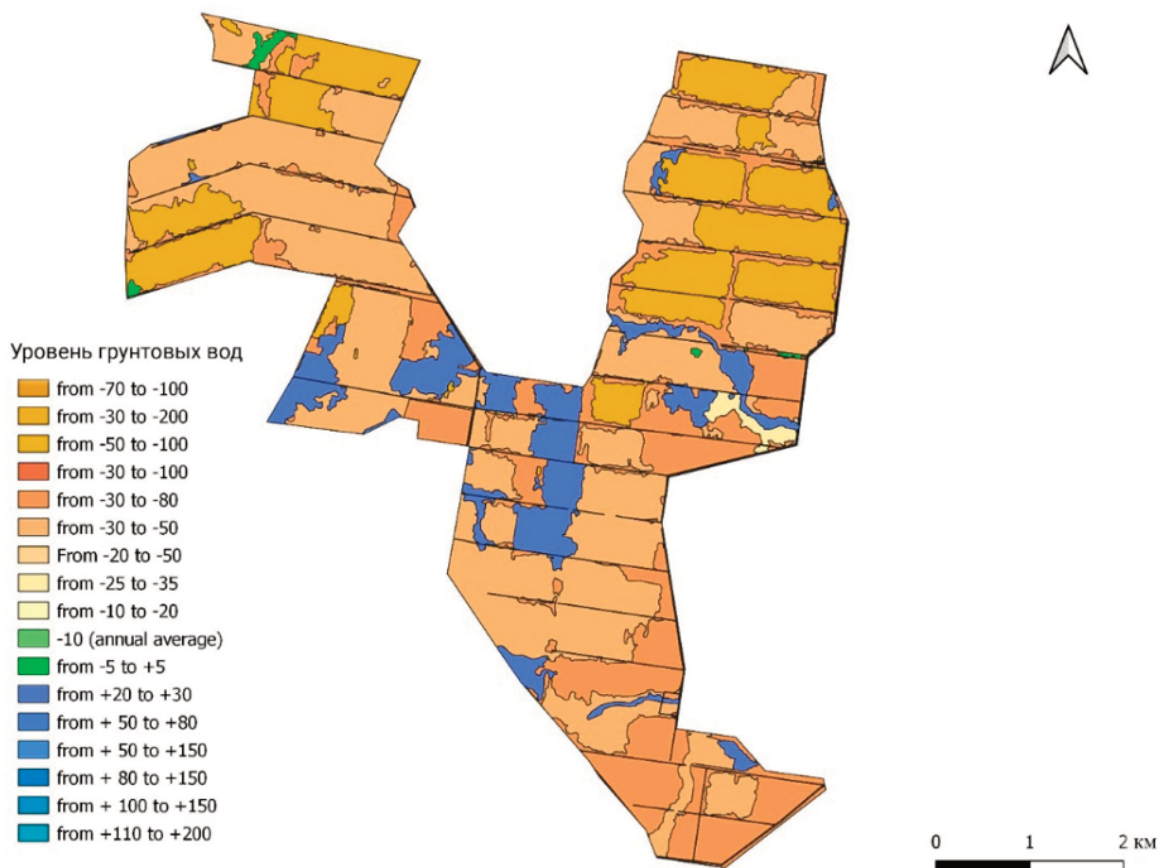 Уровень грунтовых вод
from -70 to -100
from -30 to -200
from -50 to -100
from -30 to -100
from -30 to -80
from -30 to -50
From -20 to -50
from -25 to -35
from -10 to -20
-10 (annual average)
from -5 to +5
from +20 to +30
from + 50 to +80
from + 50 to +150
from + 80 to +150
from + 100 to +150
from +110 to +200
0 1 2 км